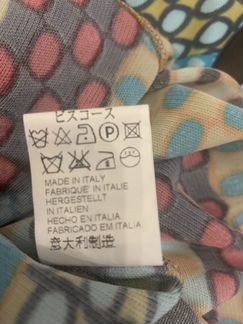 ビスコース
P
MADE IN ITALY
FABRIQUE EN ITALIE
HERGESTELLT
IN ITALIEN
HECHO EN ITALIA
FABRICADO EM ITALIA
意大利制造